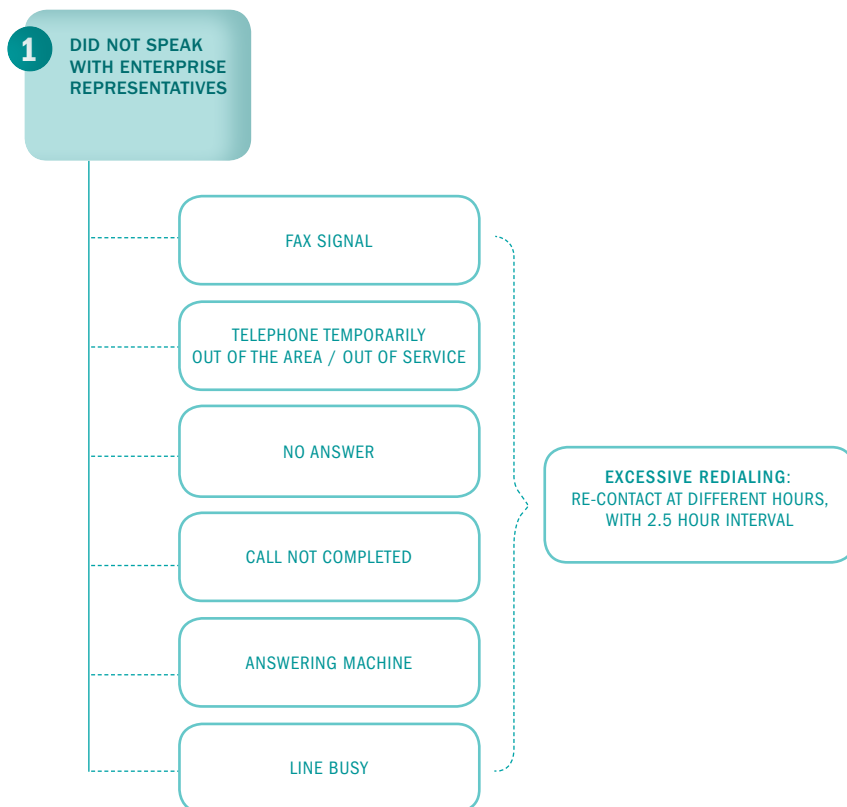 1
DID NOT SPEAK
WITH ENTERPRISE
REPRESENTATIVES
FAX SIGNAL
TELEPHONE TEMPORARILY
OUT OF THE AREA / OUT OF SERVICE
NO ANSWER
CALL NOT COMPLETED
ANSWERING MACHINE
LINE BUSY
EXCESSIVE REDIALING:
RE-CONTACT AT DIFFERENT HOURS,
WITH 2.5 HOUR INTERVAL